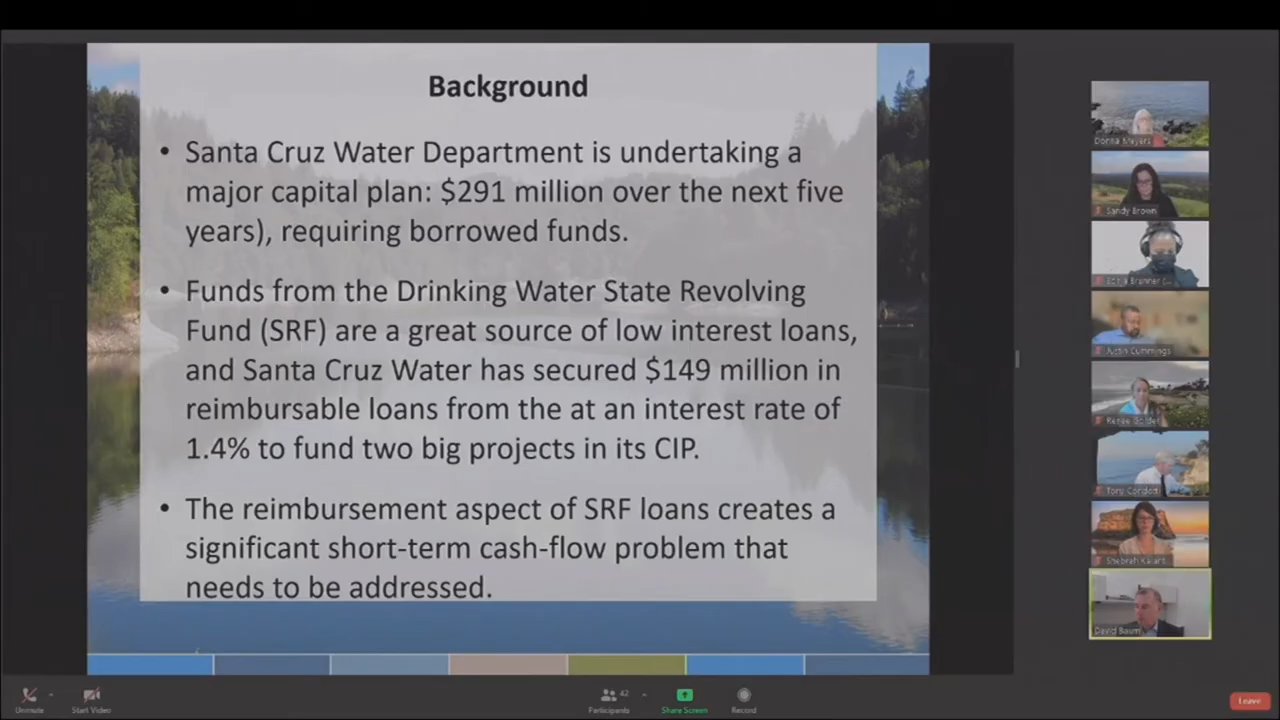 Background
• Santa Cruz Water Department is undertaking a
major capital plan: $291 million over the next five
years), requiring borrowed funds.
• Funds from the Drinking Water State Revolving
Fund (SRF) are a great source of low interest loans,
and Santa Cruz Water has secured $149 million in
reimbursable loans from the at an interest rate of
1.4% to fund two big projects in its CIP.
• The reimbursement aspect of SRF loans creates a
significant short-term cash-flow problem that
needs to be addressed.
Donna Meyers
Sandy Brown
Justin Cummings
Renee Golder
Tony Condotti
Shebreh
David Baum
Unmute
Start Video
42
Participants
Share Screen
Record
Leave